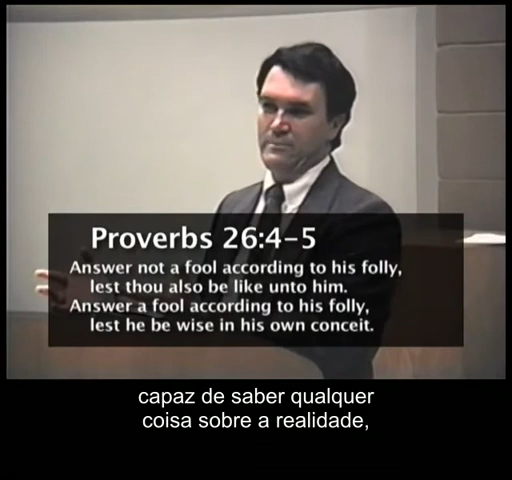 Proverbs 26:4-5
Answer not a fool according to his folly,
lest thou also be like unto him.
Answer a fool according to his folly,
lest he be wise in his own conceit.
capaz de saber qualquer
coisa sobre a realidade,